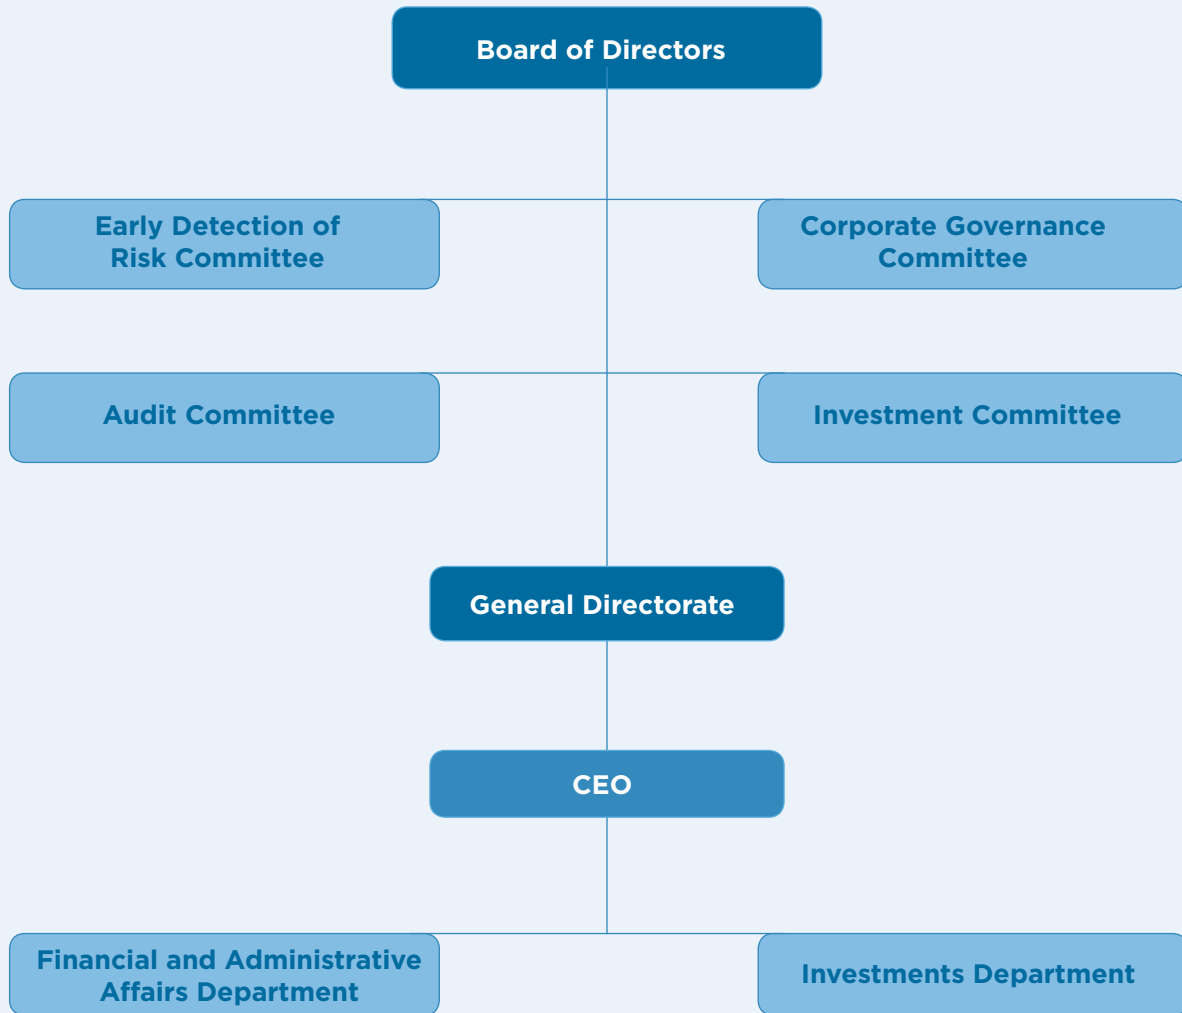 Board of Directors
Early Detection of
Risk Committee
Corporate Governance
Committee
Audit Committee
Investment Committee
General Directorate
CEO
Financial and Administrative
Affairs Department
Investments Department